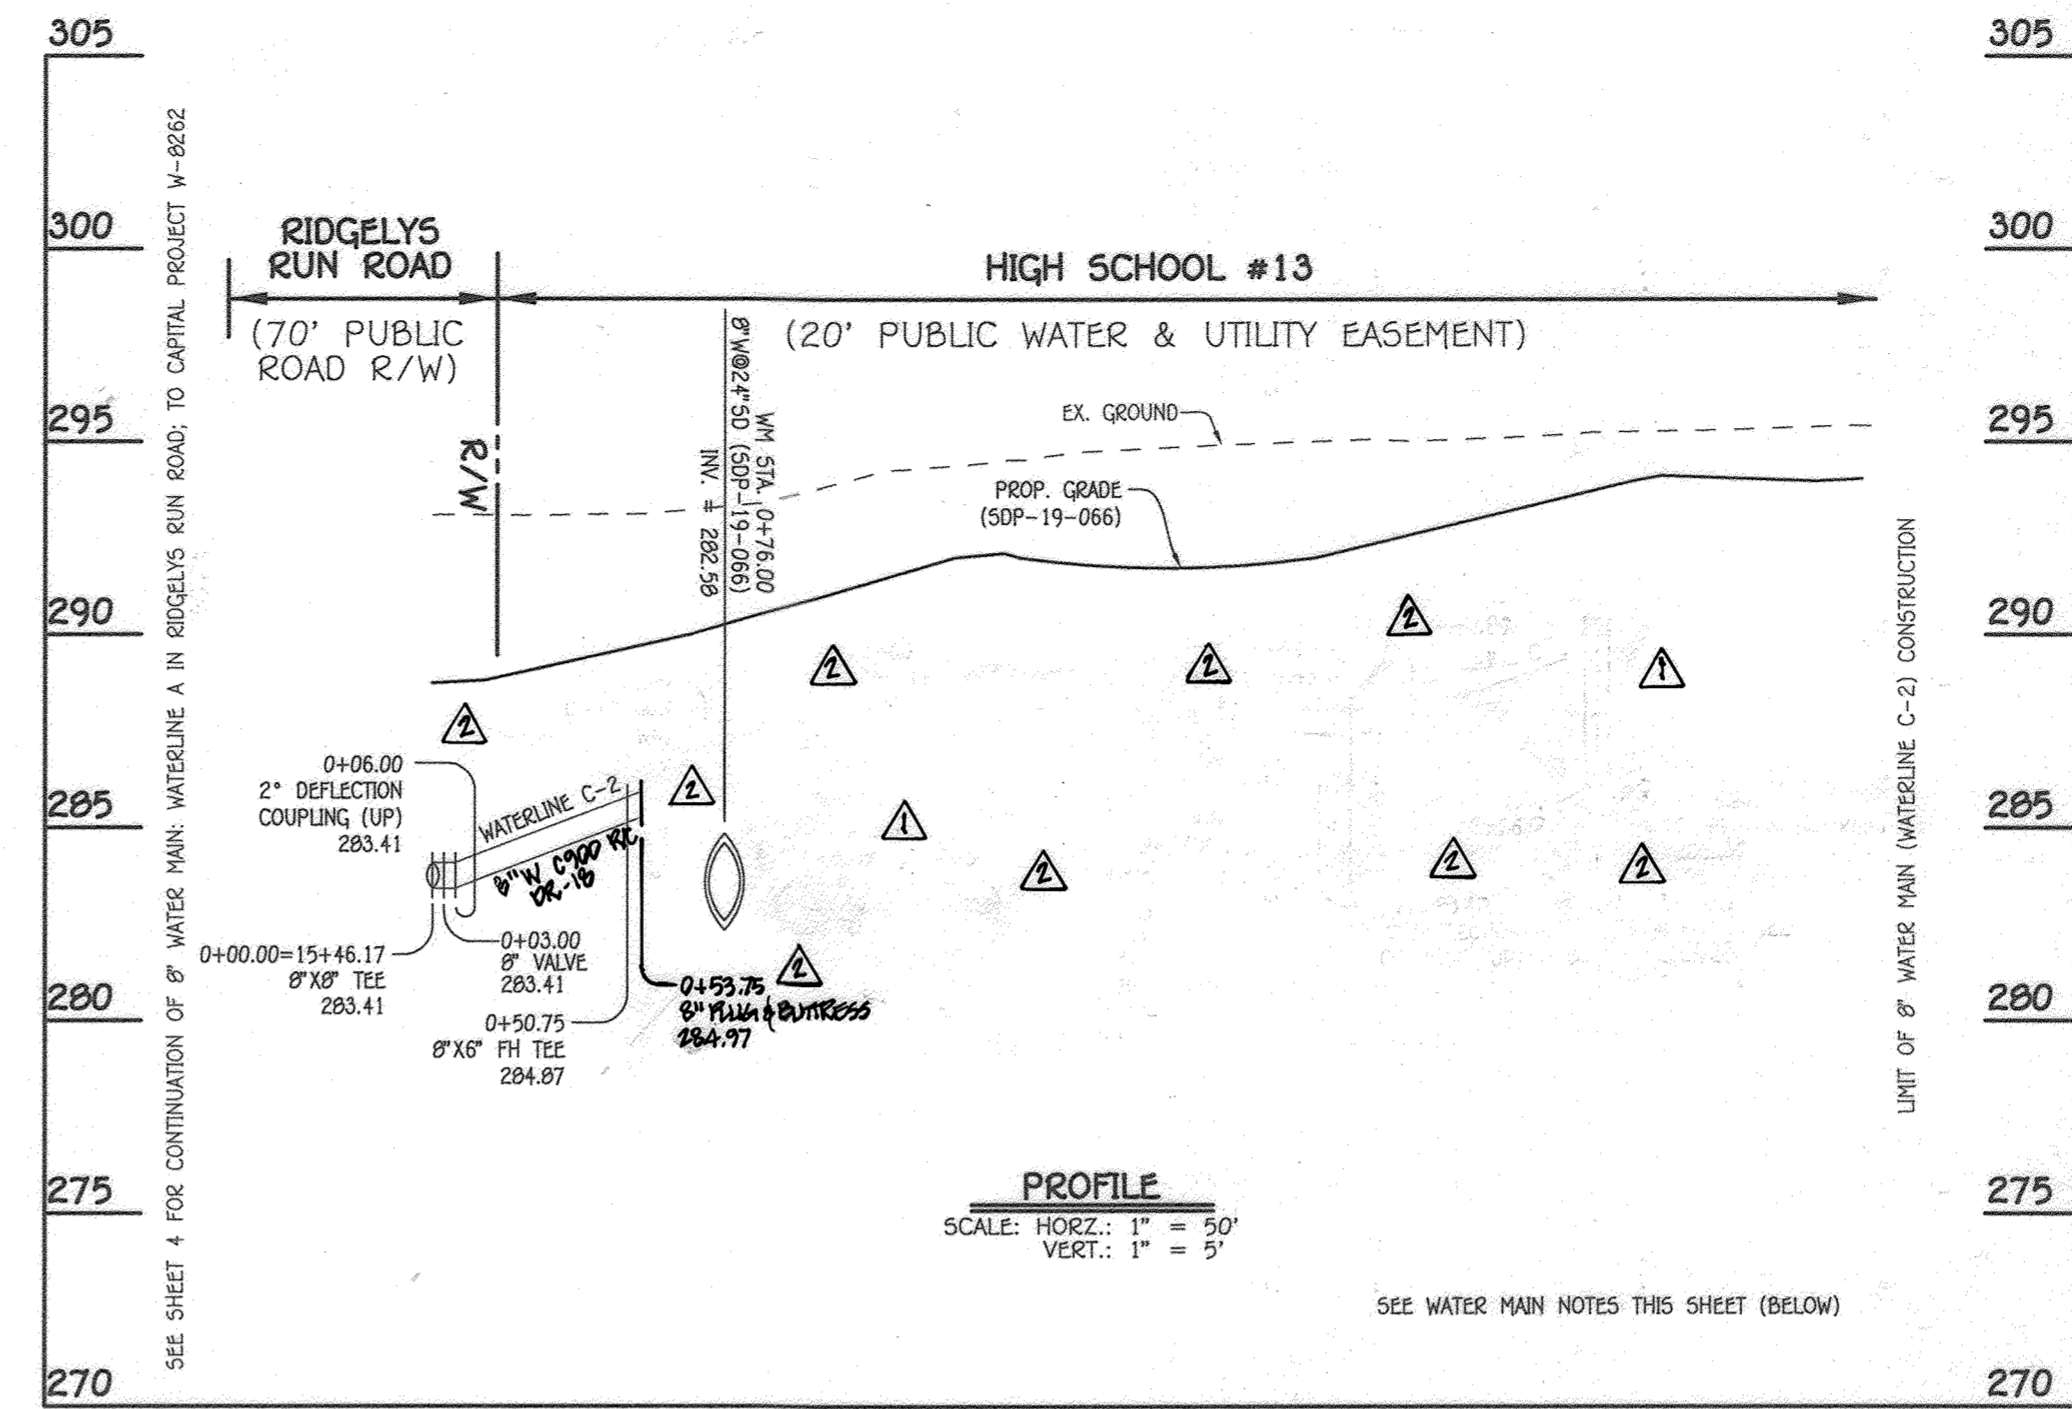 305
300
295
290
285
280
275
270
SEE SHEET 4 FOR CONTINUATION OF 8" WATER MAIN: WATERLINE A IN RIDGELYS RUN ROAD; TO CAPITAL PROJECT W-8262
RIDGELYS
RUN ROAD
(70' PUBLIC
ROAD R/W)
R/W
HIGH SCHOOL #13
(20' PUBLIC WATER & UTILITY EASEMENT)
WM STA. 0+76.00
8"W@24"SD (SDP-19-066)
INV. = 282.58
EX. GROUND
PROP. GRADE
(SDP-19-066)
2
2
2
2
1
2
1
2
2
2
2
0+06.00
2° DEFLECTION
COUPLING (UP)
283.41
WATERLINE C-2
8"W C900 PVC
DR-18
0+00.00=15+46.17
8"X8" TEE
283.41
0+03.00
8" VALVE
283.41
0+50.75
8"X6" FH TEE
284.87
0+53.75
8" PLUG & BUTTRESS
284.97
PROFILE
SCALE: HORZ.: 1" = 50'
VERT.: 1" = 5'
SEE WATER MAIN NOTES THIS SHEET (BELOW)
LIMIT OF 8" WATER MAIN (WATERLINE C-2) CONSTRUCTION
305
300
295
290
285
280
275
270